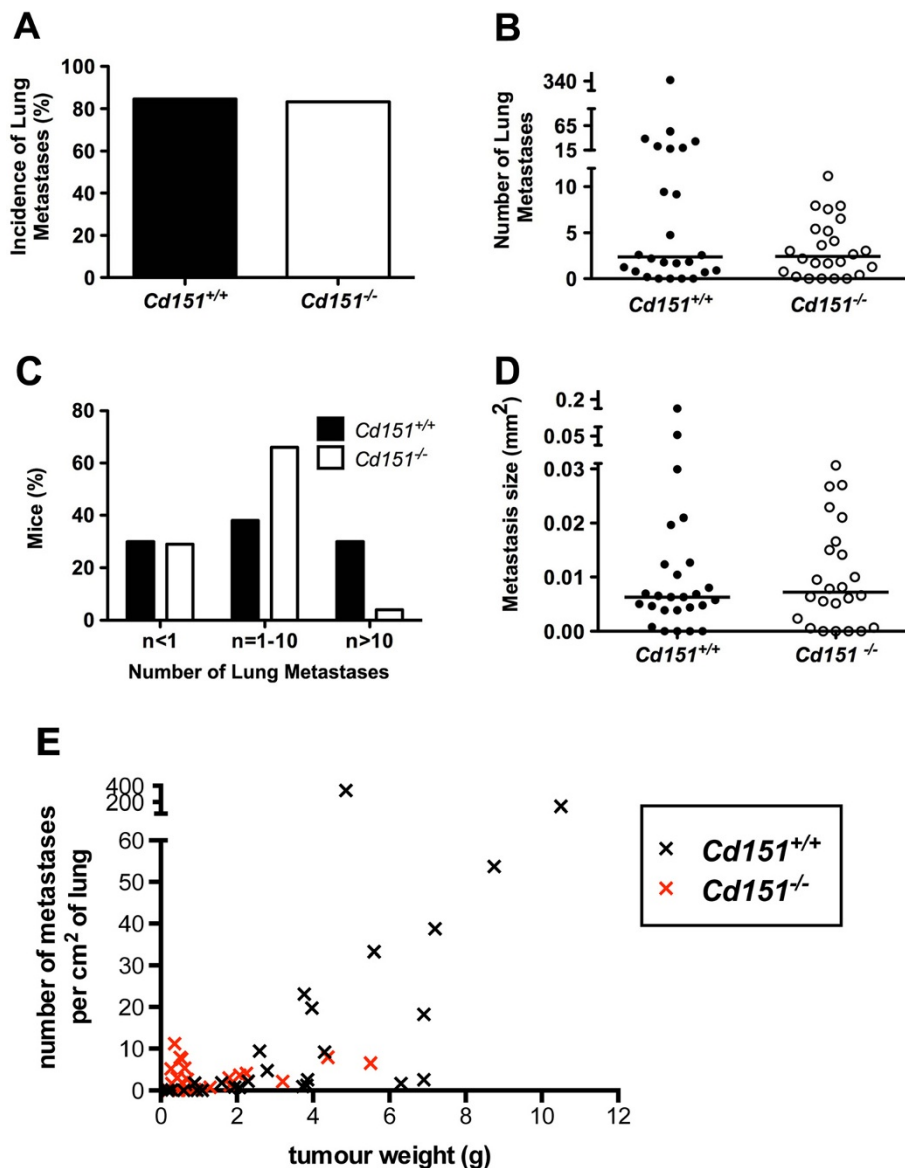 A
Incidence of Lung
Metastases (%)
100
80
60
40
20
0
Cd151+/+
Cd151-/-
B
Number of Lung
Metastases
340
65
15
10
5
0
Cd151+/+
Cd151-/-
C
Mice (%)
80
60
40
20
0
Cd151+/+
Cd151-/-
n<1
n=1-10
n>10
Number of Lung Metastases
D
Metastasis size (mm2)
0.2
0.05
0.03
0.02
0.01
0.00
Cd151+/+
Cd151 -/-
E
number of metastases
per cm2 of lung
400
200
60
50
40
30
20
10
0
0
2
4
6
8
10
12
tumour weight (g)
Cd151+/+
Cd151-/-